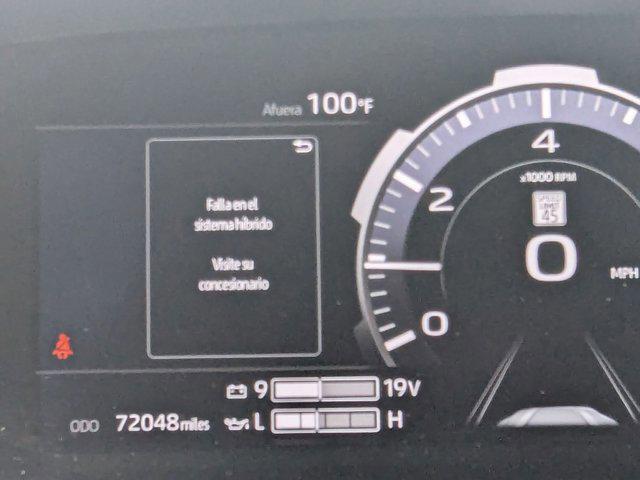 Afuera 100°F
Falla en el
sistema híbrido
Visite su
concesionario
4
x1000 RPM
2
SPEED
LIMIT
45
0
MPH
0
9 19V
ODO 72048 miles
L H